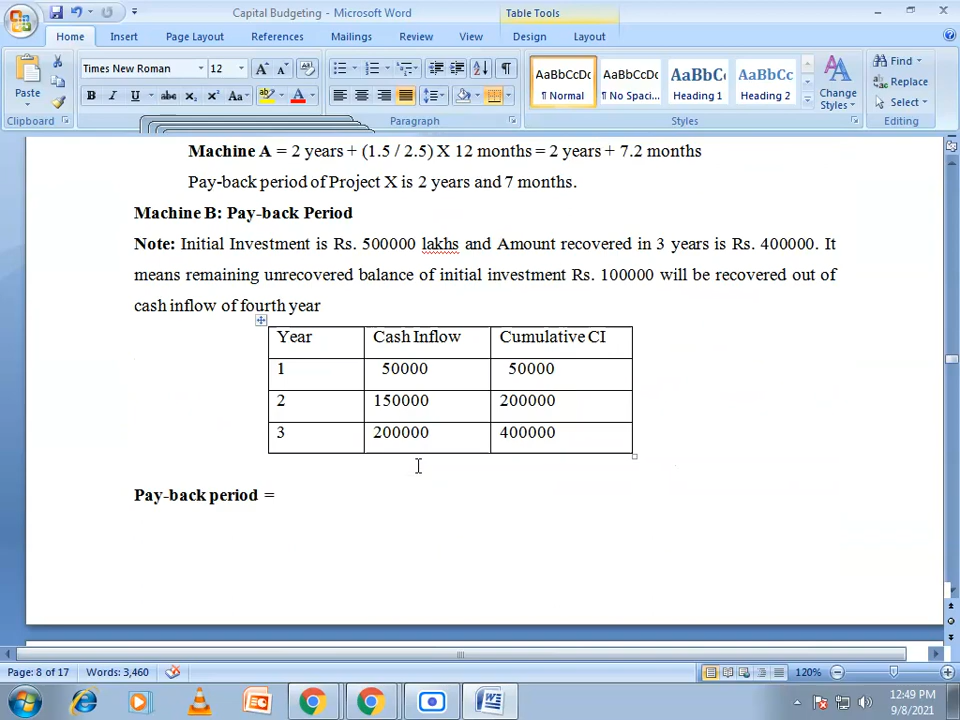 Capital Budgeting - Microsoft Word
Table Tools
Home Insert Page Layout References Mailings Review View Design Layout
Paste
Clipboard
Times New Roman 12
B I U abc X₂ X² Aa
Paragraph
AaBbCcDc AaBbCcDc AaBbC AaBbCc
¶ Normal ¶ No Spaci... Heading 1 Heading 2
Change Styles
Styles
Find
Replace
Select
Editing
Machine A = 2 years + (1.5 / 2.5) X 12 months = 2 years + 7.2 months
Pay-back period of Project X is 2 years and 7 months.
Machine B: Pay-back Period
Note: Initial Investment is Rs. 500000 lakhs and Amount recovered in 3 years is Rs. 400000. It
means remaining unrecovered balance of initial investment Rs. 100000 will be recovered out of
cash inflow of fourth year
Year Cash Inflow Cumulative CI
1 50000 50000
2 150000 200000
3 200000 400000
Pay-back period =
Page: 8 of 17 Words: 3,460 120%
12:49 PM
9/8/2021